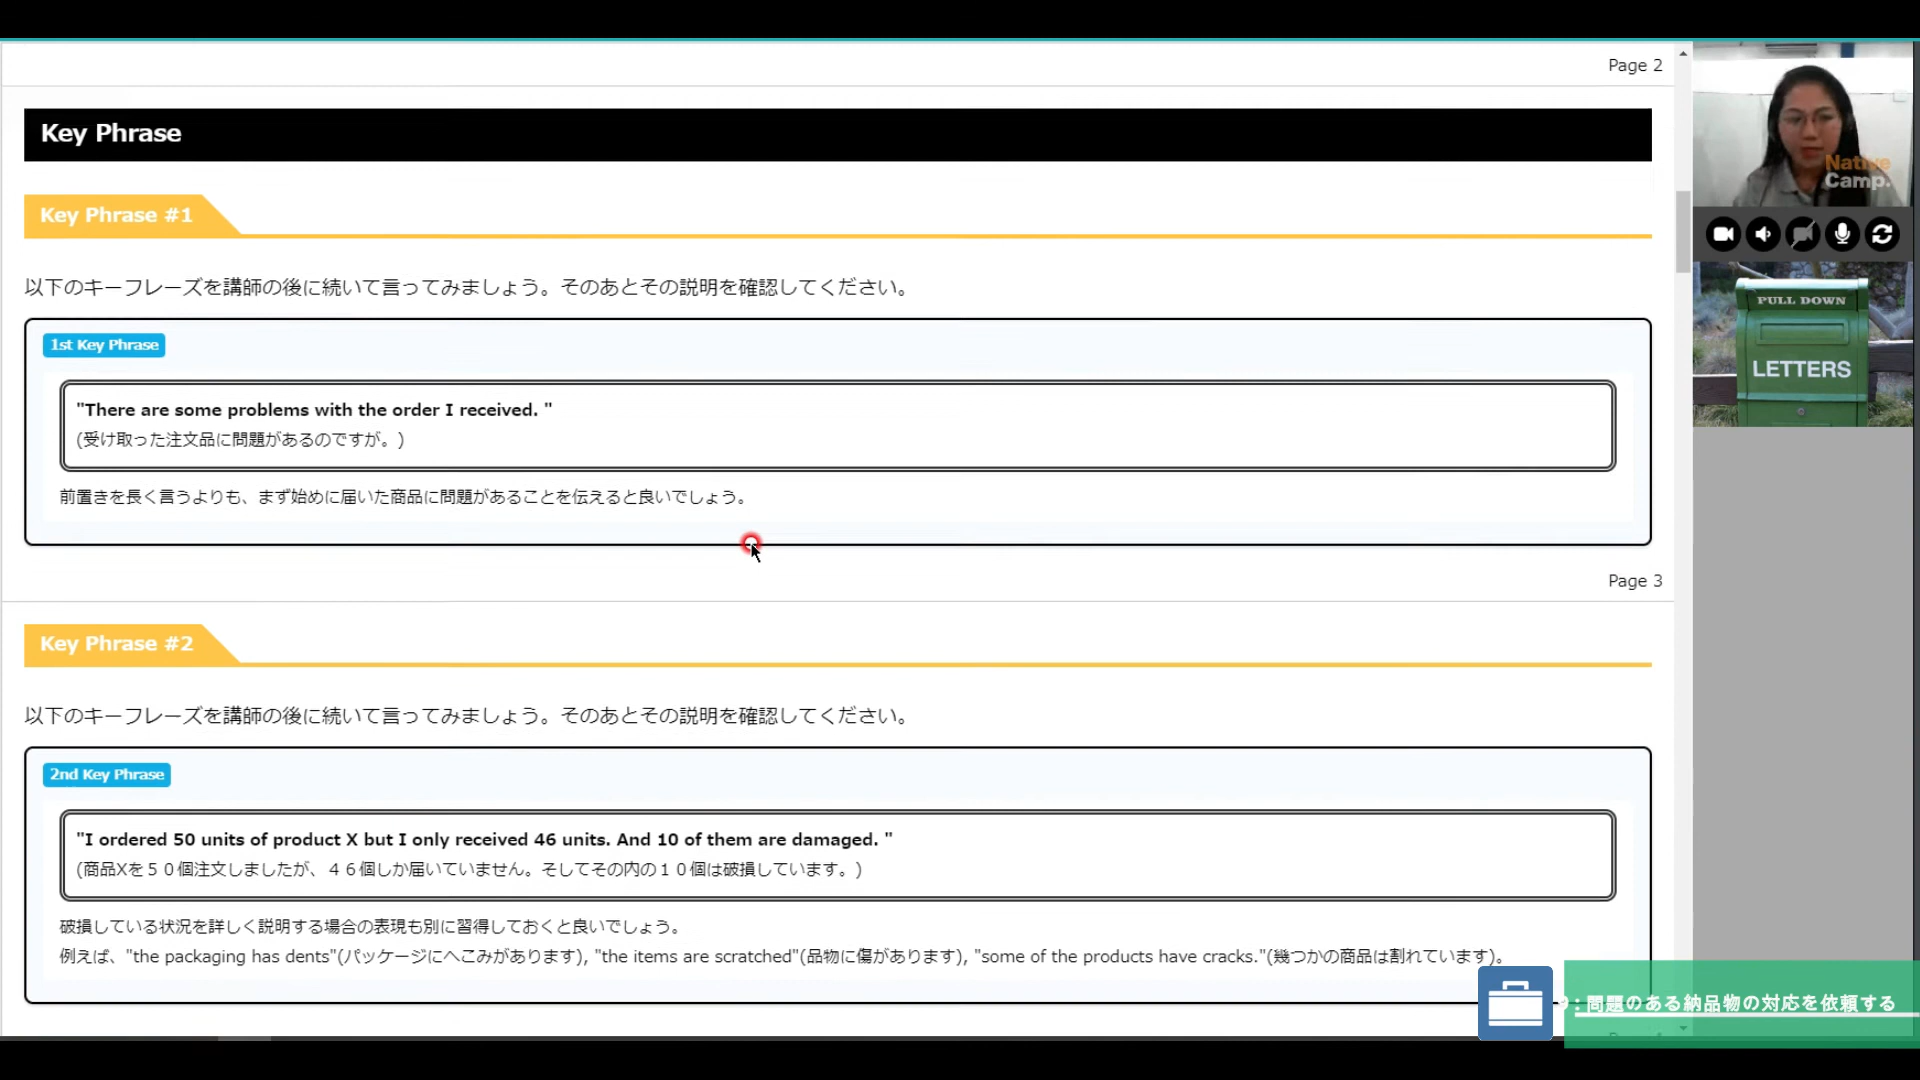 Page 2
Key Phrase
Key Phrase #1
以下のキーフレーズを講師の後に続いて言ってみましょう。そのあとその説明を確認してください。
1st Key Phrase
"There are some problems with the order I received. "
(受け取った注文品に問題があるのですが。)
前置きを長く言うよりも、まず始めに届いた商品に問題があることを伝えると良いでしょう。
Page 3
Key Phrase #2
以下のキーフレーズを講師の後に続いて言ってみましょう。そのあとその説明を確認してください。
2nd Key Phrase
"I ordered 50 units of product X but I only received 46 units. And 10 of them are damaged. "
(商品Xを５０個注文しましたが、４６個しか届いていません。そしてその内の１０個は破損しています。)
破損している状況を詳しく説明する場合の表現も別に習得しておくと良いでしょう。
例えば、"the packaging has dents"(パッケージにへこみがあります), "the items are scratched"(品物に傷があります), "some of the products have cracks."(幾つかの商品は割れています)。
Native
Camp.
PULL DOWN
LETTERS
: 問題のある納品物の対応を依頼する